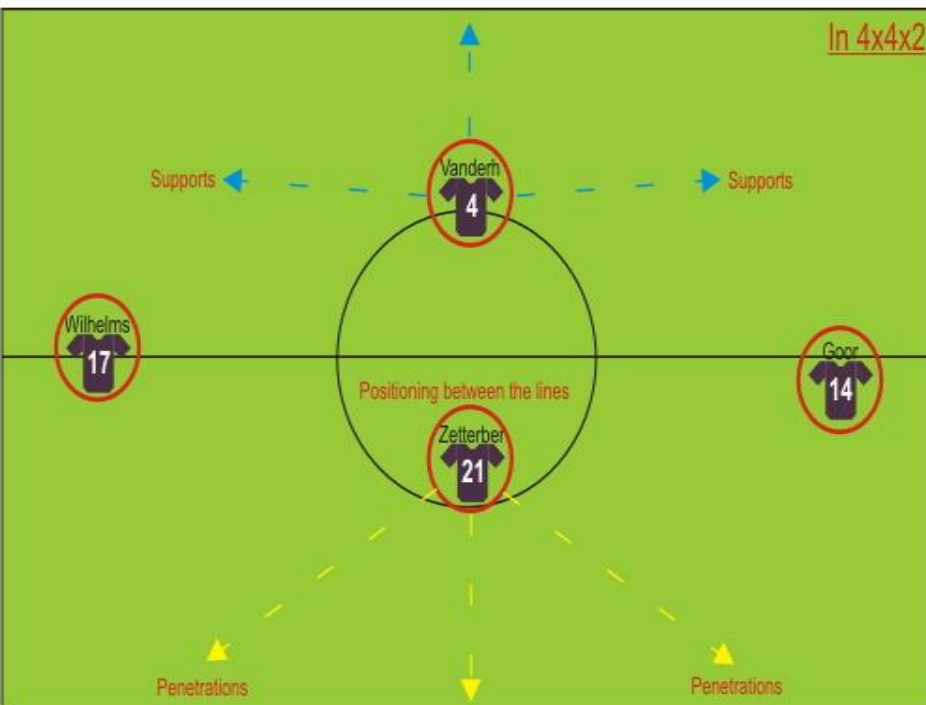 In 4x4x2
Vanderh
4
Supports
Supports
Wilhelms
17
Goor
14
Positioning between the lines
Zetterber
21
Penetrations
Penetrations